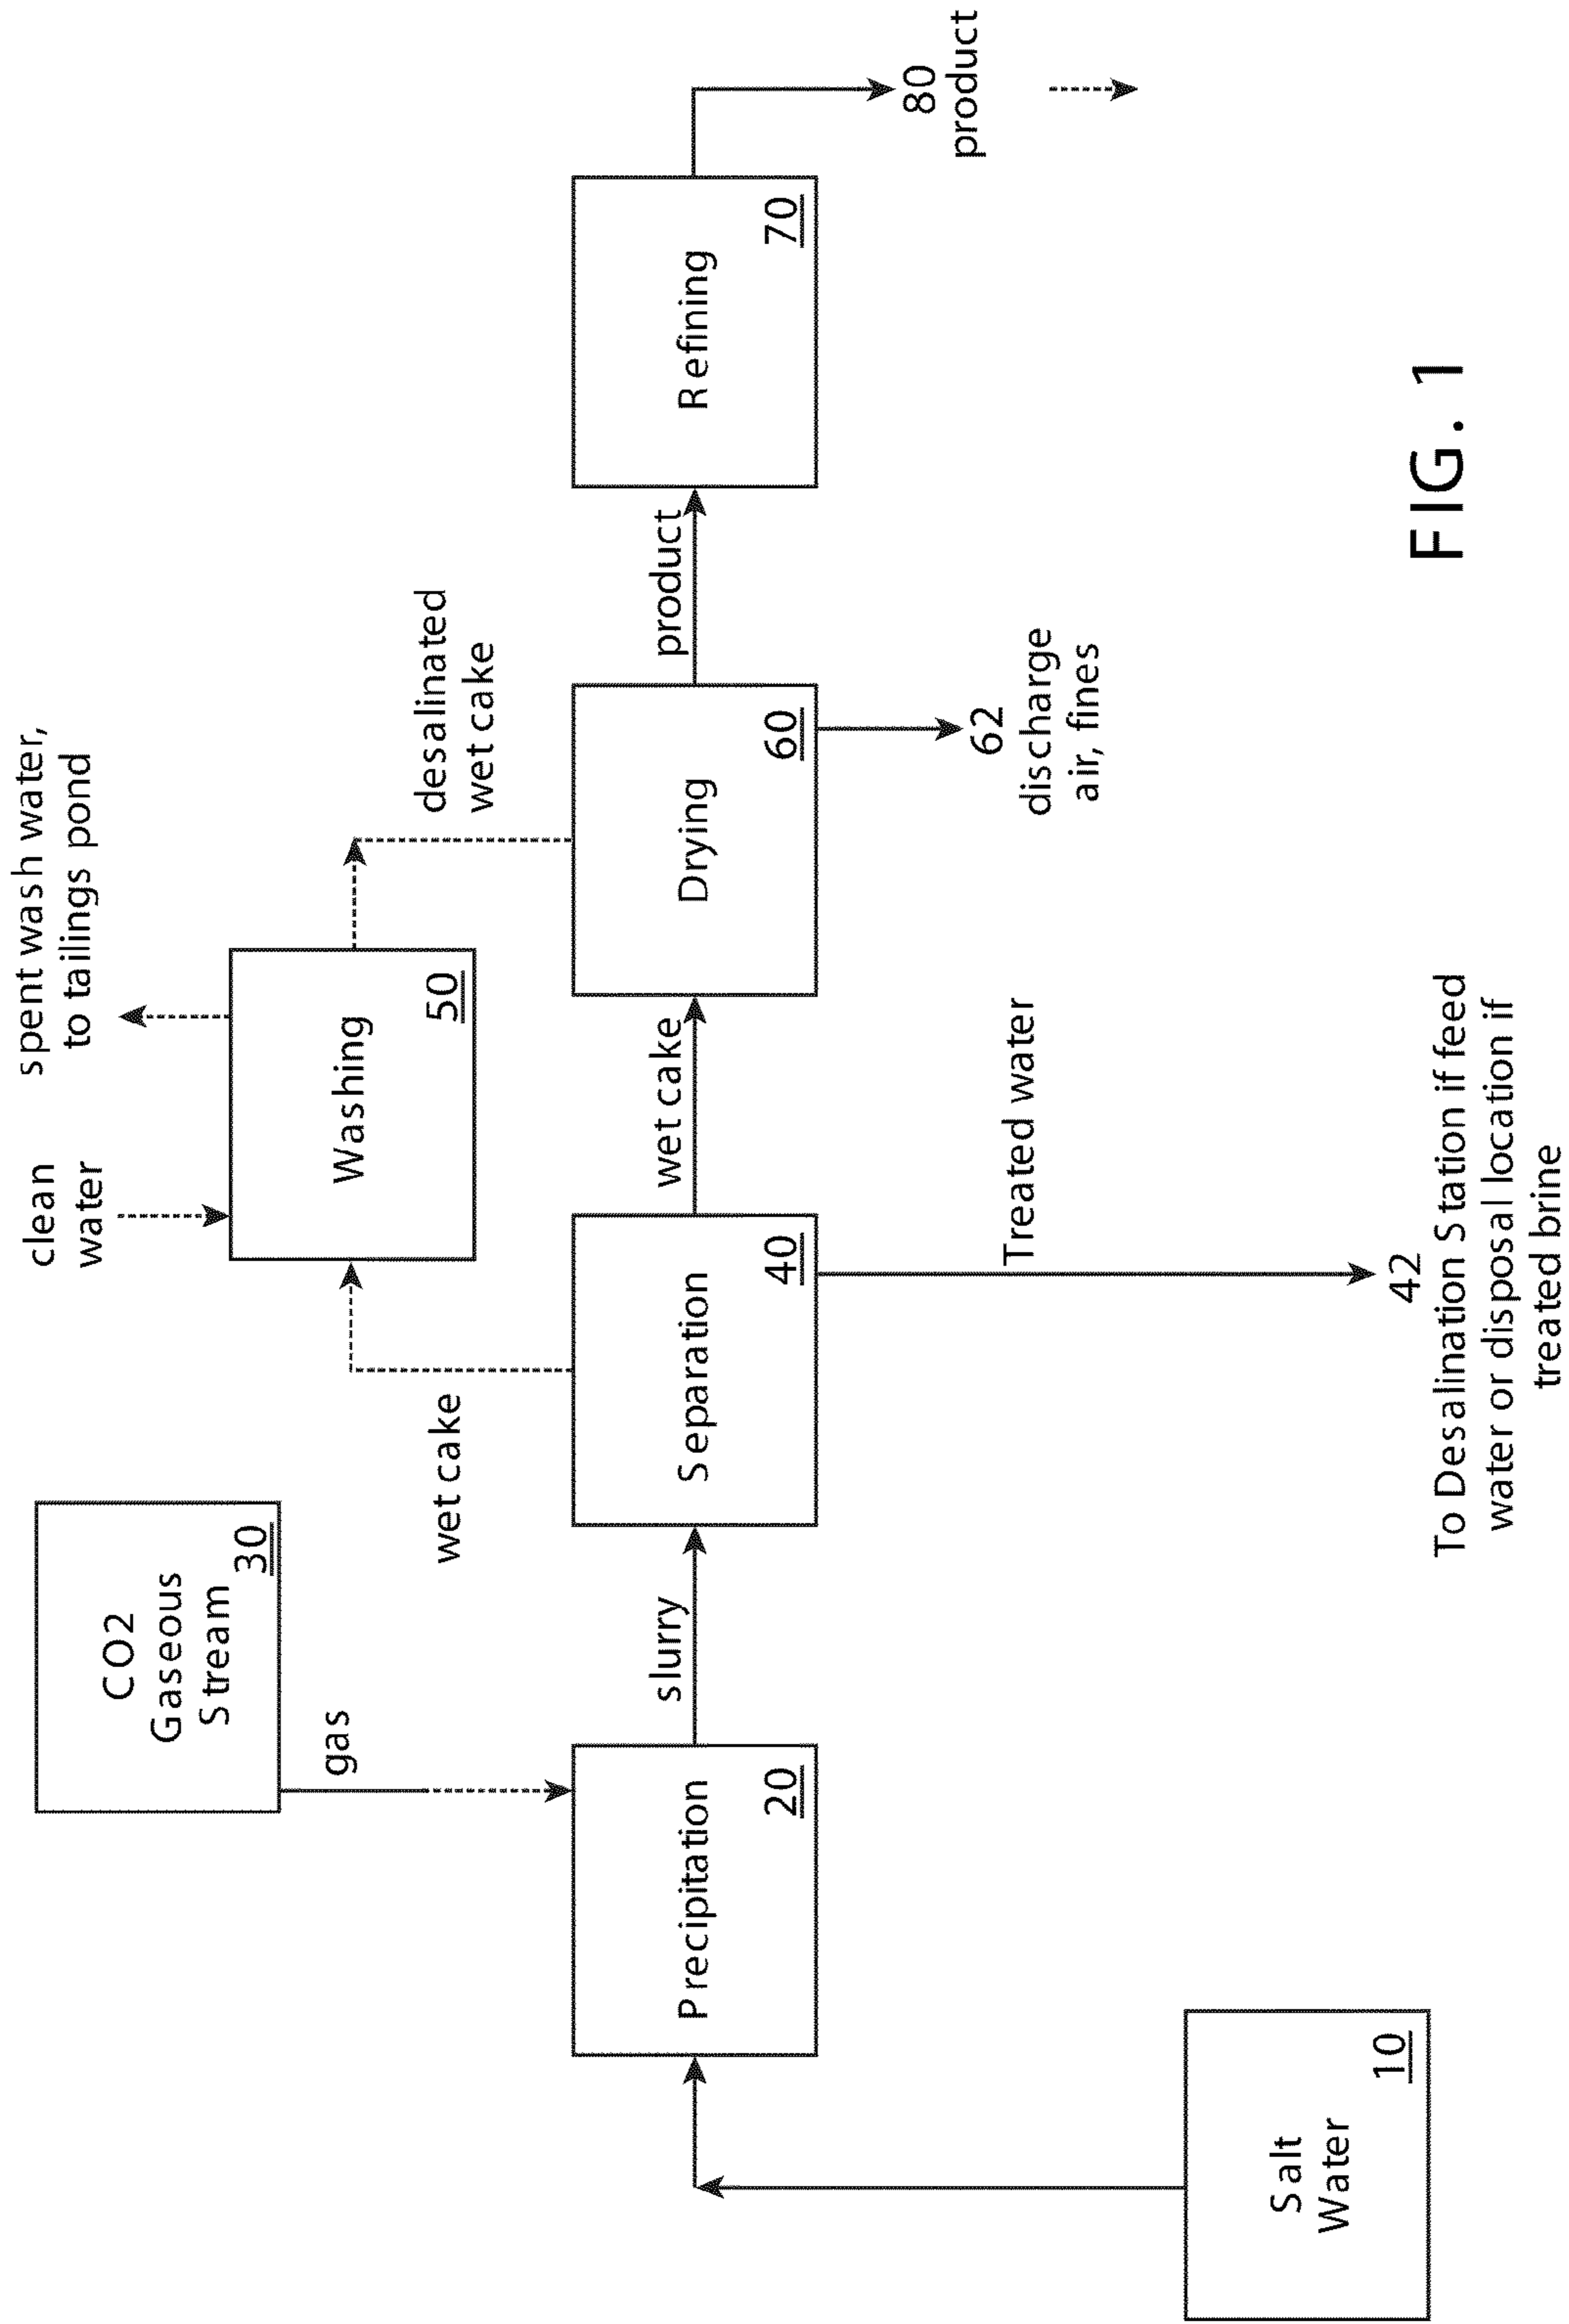 CO2
Gaseous
Stream
30
gas
clean
water
spent wash water,
to tailings pond
Washing
50
wet cake
desalinated
wet cake
Precipitation
20
slurry
Separation
40
wet cake
Drying
60
product
Refining
70
80
product
Salt
Water
10
Treated water
42
To Desalination Station if feed
water or disposal location if
treated brine
62
discharge
air, fines
FIG. 1